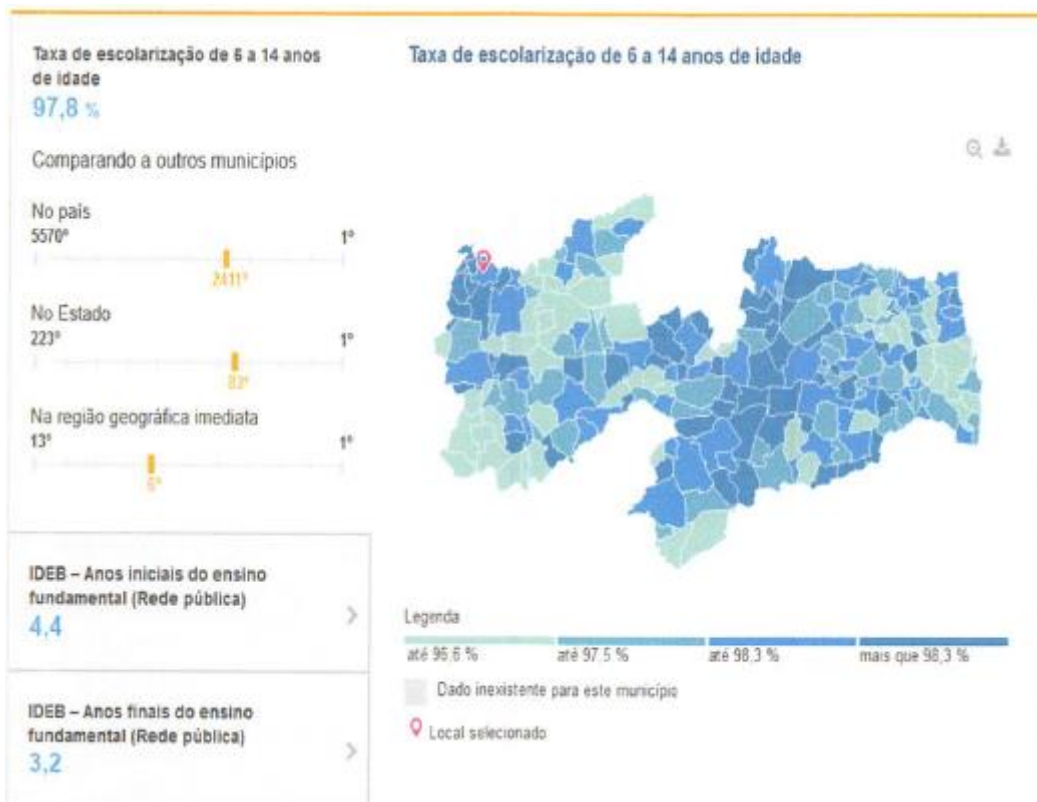 Taxa de escolarização de 6 a 14 anos
de idade
97,8 %
Comparando a outros municípios
No país
5570º
1º
2411º
No Estado
223º
1º
83º
Na região geográfica imediata
13º
1º
IDEB – Anos iniciais do ensino
fundamental (Rede pública)
4,4
IDEB – Anos finais do ensino
fundamental (Rede pública)
3,2
Taxa de escolarização de 6 a 14 anos de idade
Legenda
até 96,6 %
até 97,5 %
até 98,3 %
mais que 98,3 %
Dado inexistente para este município
Local selecionado